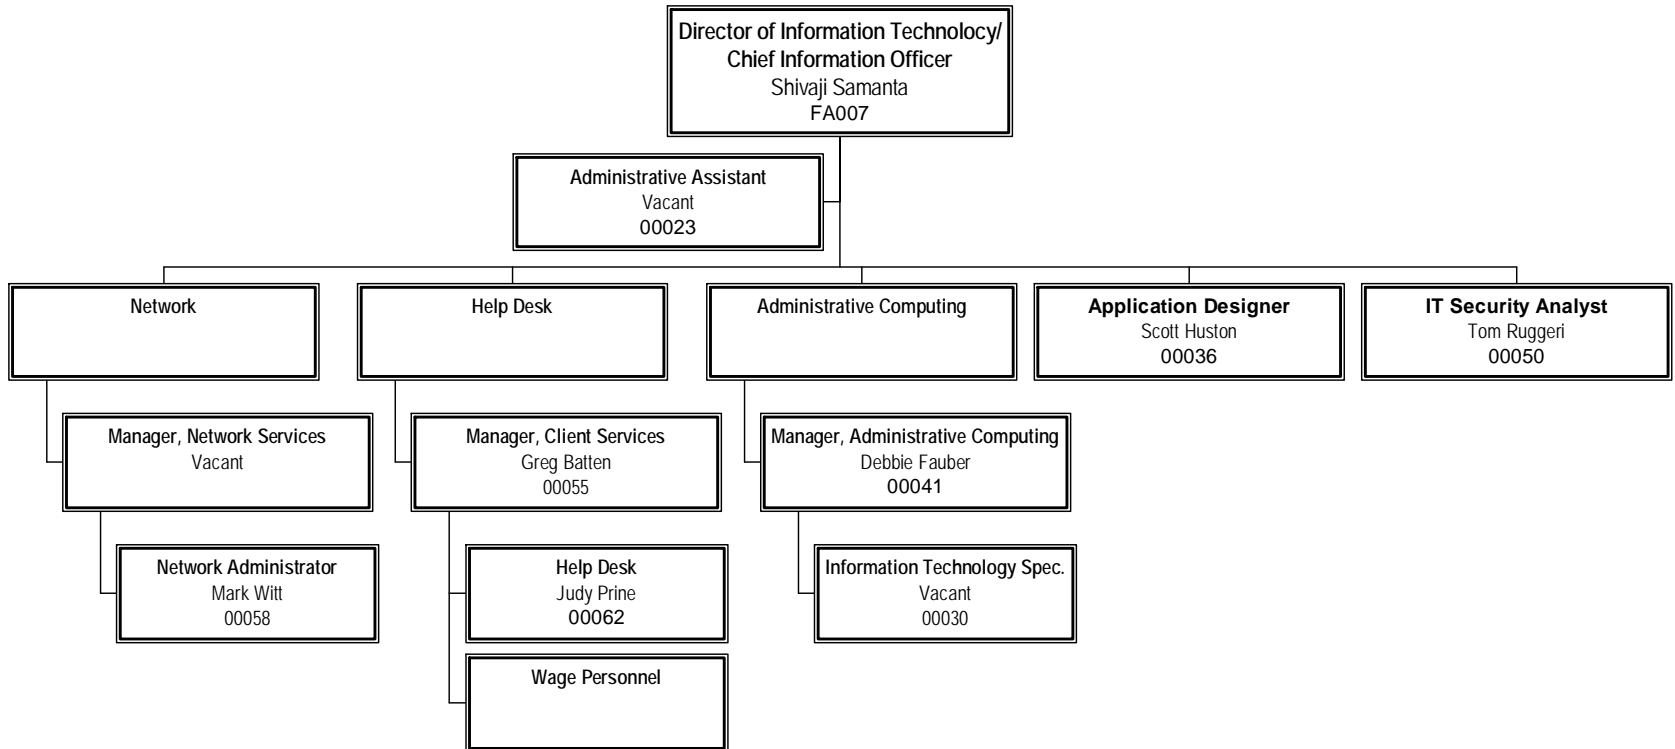 Director of Information Technolocy/
Chief Information Officer
Shivaji Samanta
FA007
Administrative Assistant
Vacant
00023
Network
Help Desk
Administrative Computing
Application Designer
Scott Huston
00036
IT Security Analyst
Tom Ruggeri
00050
Manager, Network Services
Vacant
Manager, Client Services
Greg Batten
00055
Manager, Administrative Computing
Debbie Fauber
00041
Network Administrator
Mark Witt
00058
Help Desk
Judy Prine
00062
Information Technology Spec.
Vacant
00030
Wage Personnel